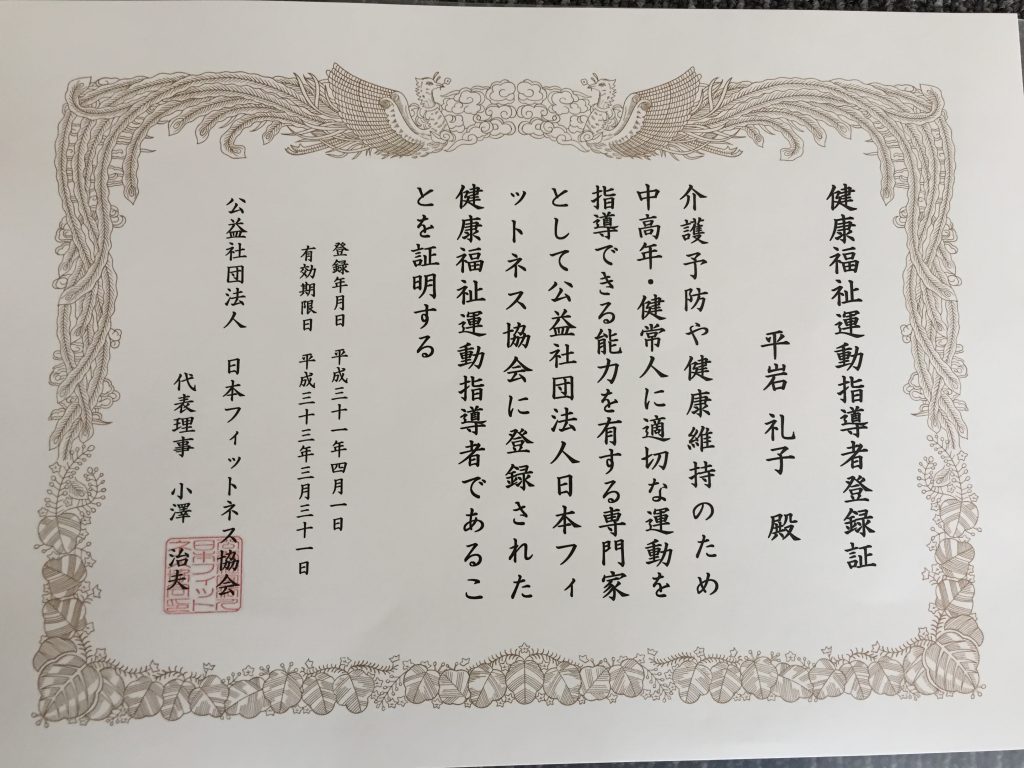 健康福祉運動指導者登録証
平岩 礼子 殿
介護予防や健康維持のため
中高年・健常人に適切な運動を
指導できる能力を有する専門家
として公益社団法人日本フィ
ットネス協会に登録された
健康福祉運動指導者であるこ
とを証明する
登録年月日 平成三十一年四月一日
有効期限日 平成三十三年三月三十一日
公益社団法人 日本フィットネス協会
代表理事 小澤 治夫